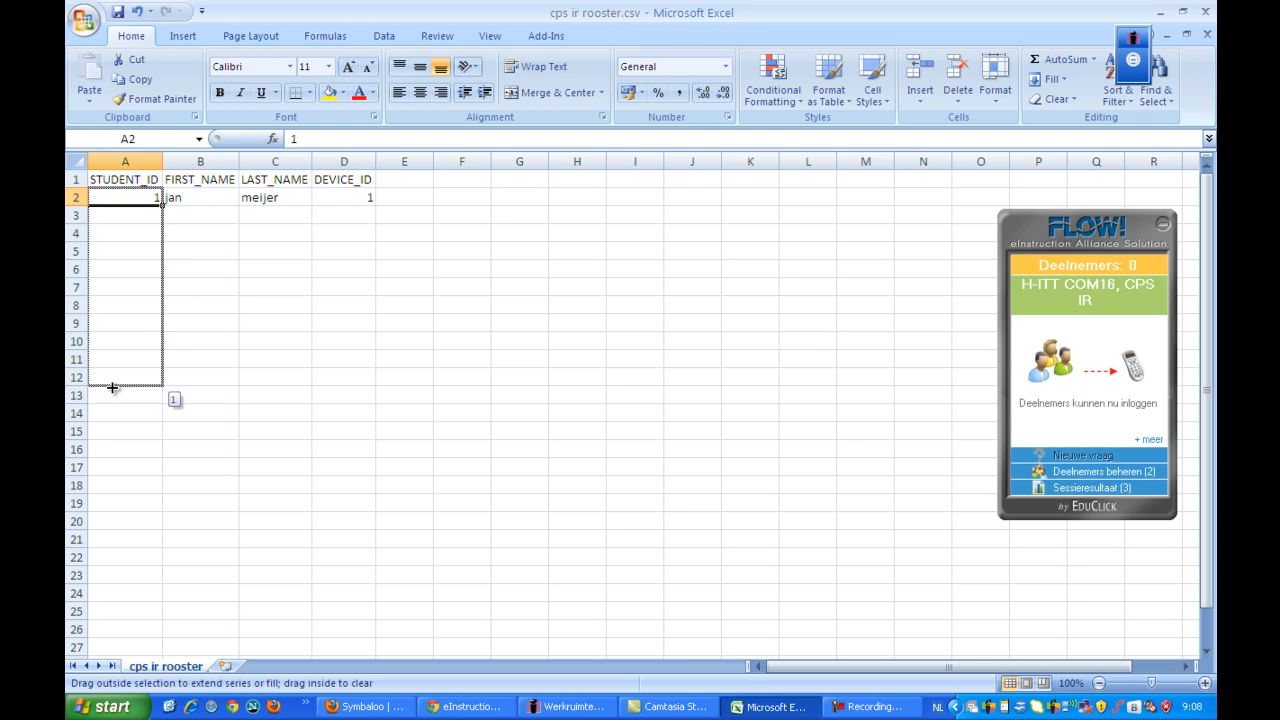 cps ir rooster.csv - Microsoft Excel
Home Insert Page Layout Formulas Data Review View Add-Ins
Paste Cut Copy Format Painter Clipboard
Calibri 11 A A B I U A Font
Wrap Text Merge & Center Alignment
General % , Number
Conditional Formatting Format as Table Cell Styles Styles
Insert Delete Format Cells
Σ AutoSum Fill Clear Sort & Filter Find & Select Editing
A2 fx 1
A B C D E F G H I J K L M N O P Q R
1 STUDENT_ID FIRST_NAME LAST_NAME DEVICE_ID
2 1 jan meijer 1
3
4
5
6
7
8
9
10
11
12
13 1
14
15
16
17
18
19
20
21
22
23
24
25
26
27
FLOW!
eInstruction Alliance Solution
Deelnemers: 0
H-ITT COM16, CPS
IR
Deelnemers kunnen nu inloggen
+ meer
Nieuwe vraag
Deelnemers beheren (2)
Sessieresultaat (3)
by EDUCLICK
cps ir rooster
Drag outside selection to extend series or fill; drag inside to clear 100%
start Symbaloo | ... eInstructio... Werkruimte... Camtasia St... Microsoft E... Recording... NL 9:08